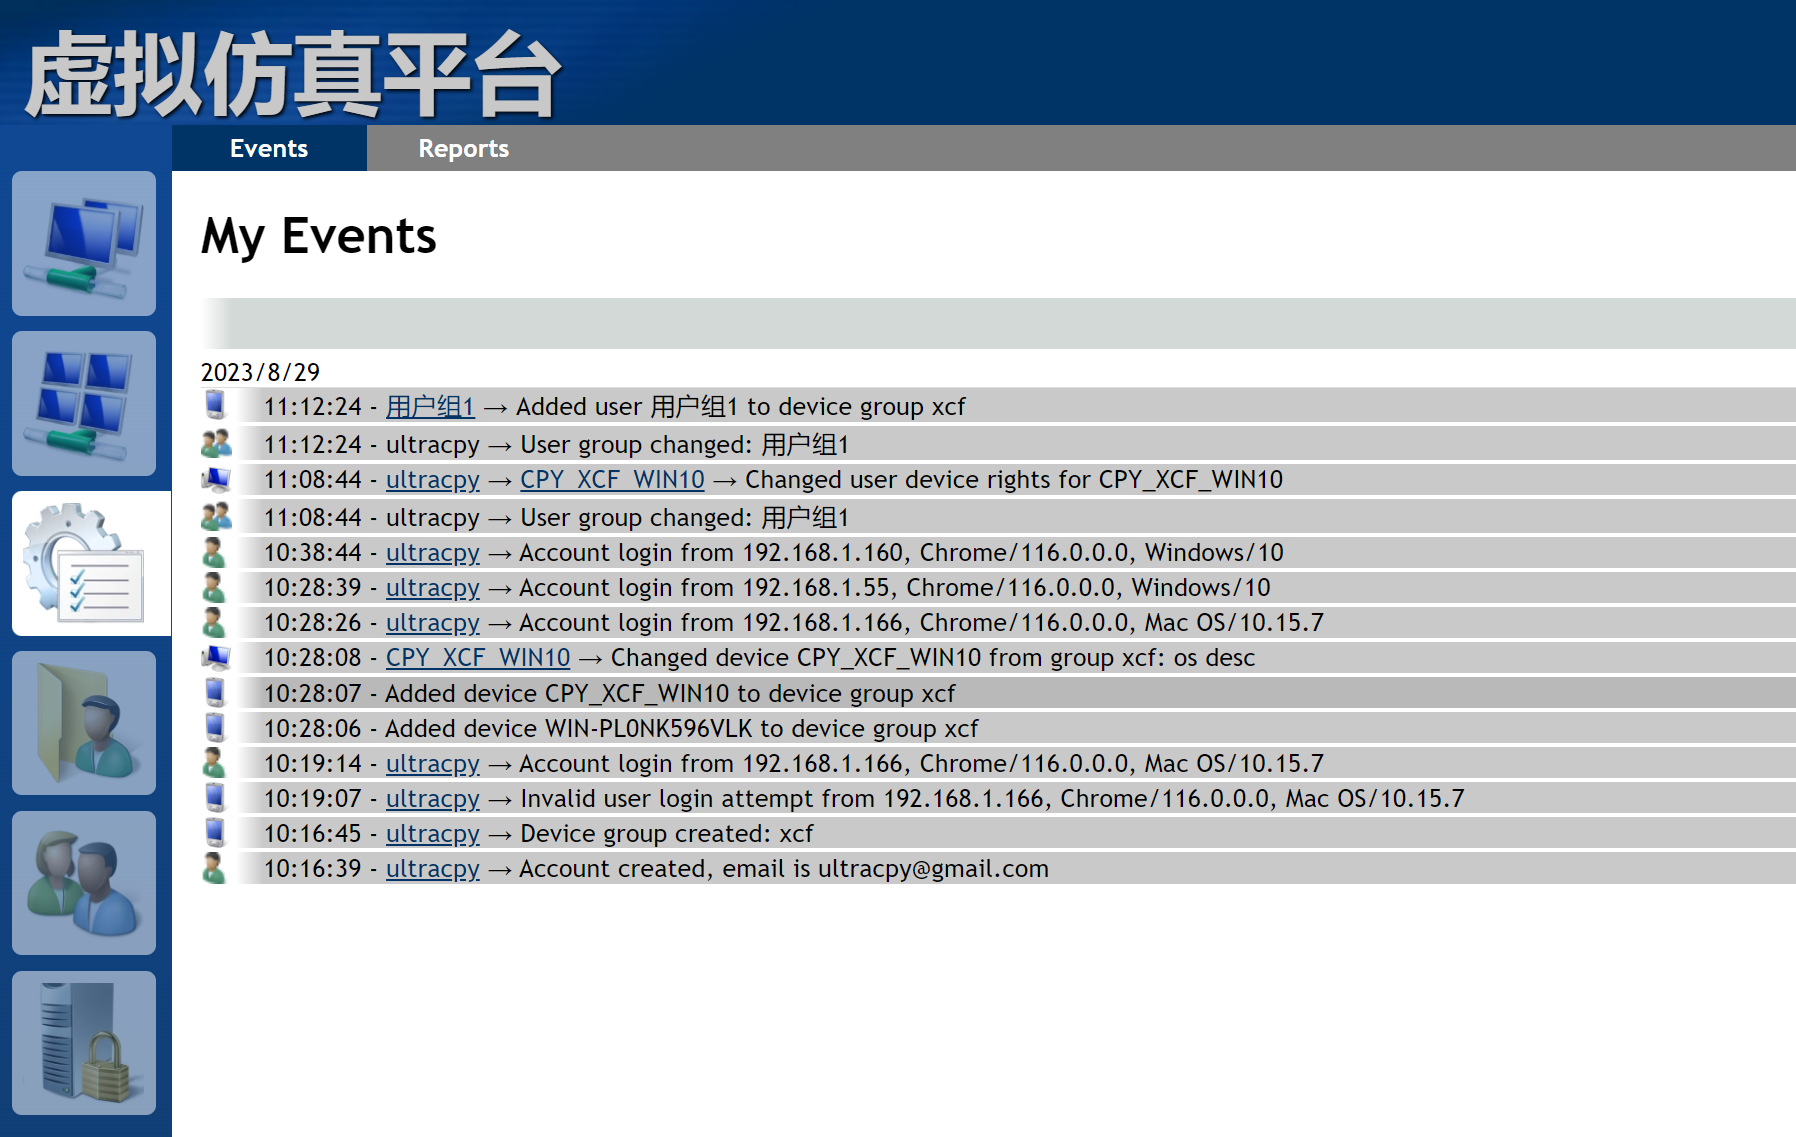 虚拟仿真平台
Events
Reports
My Events
2023/8/29
11:12:24 - 用户组1 → Added user 用户组1 to device group xcf
11:12:24 - ultracpy → User group changed: 用户组1
11:08:44 - ultracpy → CPY_XCF_WIN10 → Changed user device rights for CPY_XCF_WIN10
11:08:44 - ultracpy → User group changed: 用户组1
10:38:44 - ultracpy → Account login from 192.168.1.160, Chrome/116.0.0.0, Windows/10
10:28:39 - ultracpy → Account login from 192.168.1.55, Chrome/116.0.0.0, Windows/10
10:28:26 - ultracpy → Account login from 192.168.1.166, Chrome/116.0.0.0, Mac OS/10.15.7
10:28:08 - CPY_XCF_WIN10 → Changed device CPY_XCF_WIN10 from group xcf: os desc
10:28:07 - Added device CPY_XCF_WIN10 to device group xcf
10:28:06 - Added device WIN-PL0NK596VLK to device group xcf
10:19:14 - ultracpy → Account login from 192.168.1.166, Chrome/116.0.0.0, Mac OS/10.15.7
10:19:07 - ultracpy → Invalid user login attempt from 192.168.1.166, Chrome/116.0.0.0, Mac OS/10.15.7
10:16:45 - ultracpy → Device group created: xcf
10:16:39 - ultracpy → Account created, email is ultracpy@gmail.com